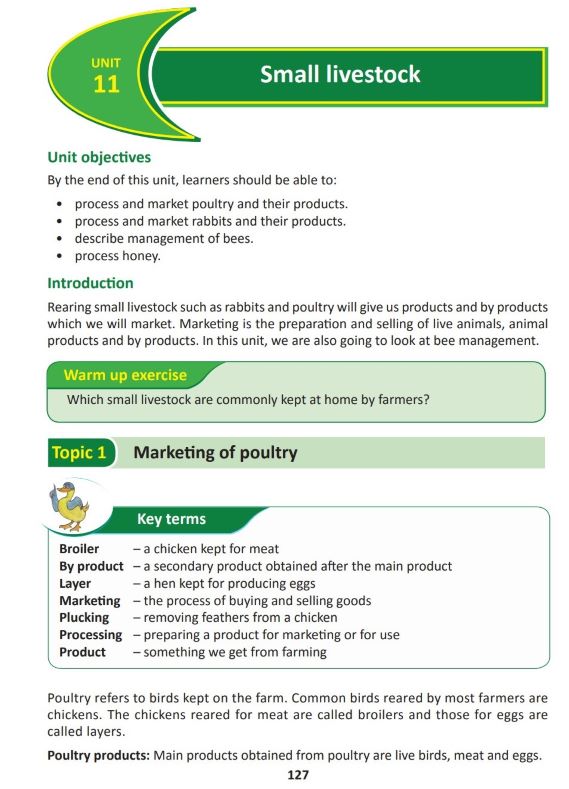 UNIT
11
Small livestock
Unit objectives
By the end of this unit, learners should be able to:
• process and market poultry and their products.
• process and market rabbits and their products.
• describe management of bees.
• process honey.
Introduction
Rearing small livestock such as rabbits and poultry will give us products and by products
which we will market. Marketing is the preparation and selling of live animals, animal
products and by products. In this unit, we are also going to look at bee management.
Warm up exercise
Which small livestock are commonly kept at home by farmers?
Topic 1 Marketing of poultry
Key terms
Broiler – a chicken kept for meat
By product – a secondary product obtained after the main product
Layer – a hen kept for producing eggs
Marketing – the process of buying and selling goods
Plucking – removing feathers from a chicken
Processing – preparing a product for marketing or for use
Product – something we get from farming
Poultry refers to birds kept on the farm. Common birds reared by most farmers are
chickens. The chickens reared for meat are called broilers and those for eggs are
called layers.
Poultry products: Main products obtained from poultry are live birds, meat and eggs.
127